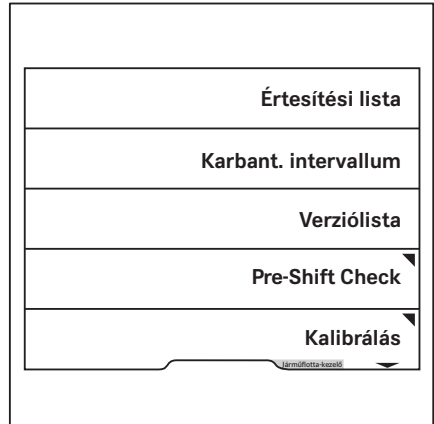 Értesítési lista
Karbant. intervallum
Verziólista
Pre-Shift Check
Kalibrálás
Járműflotta-kezelő